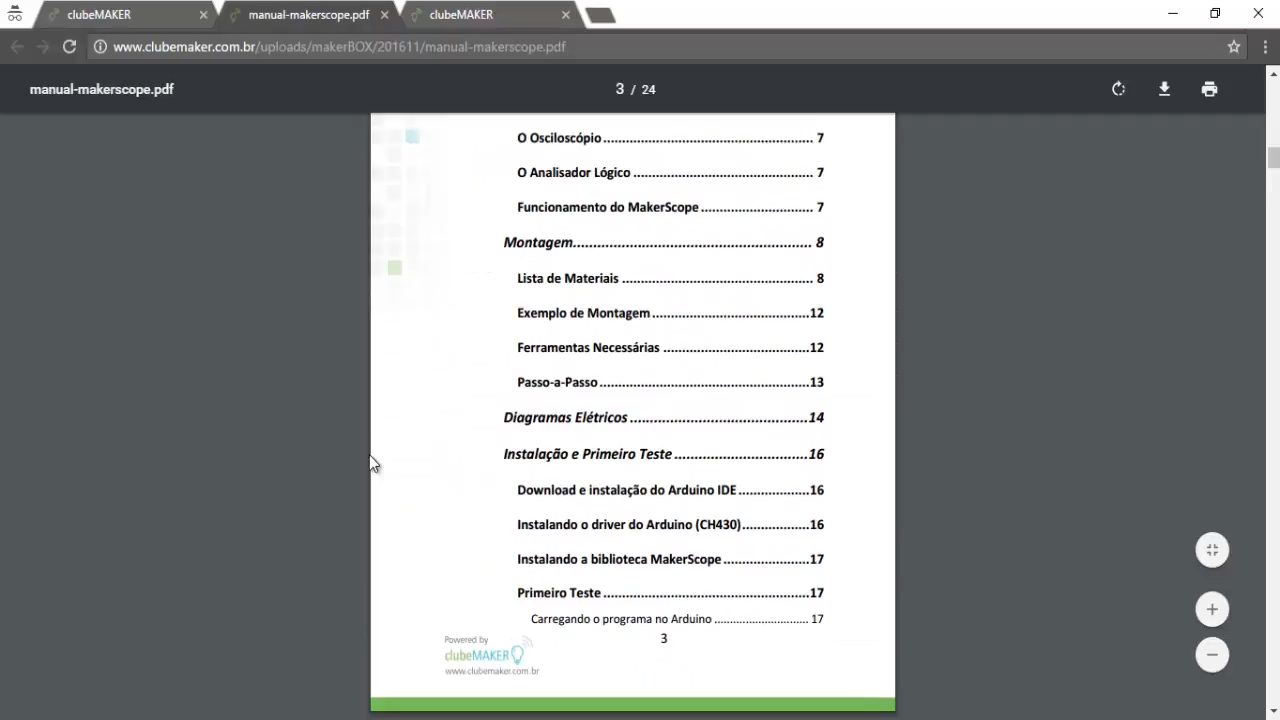 clubeMAKER
manual-makerscope.pdf
clubeMAKER
www.clubemaker.com.br/uploads/makerBOX/201611/manual-makerscope.pdf
manual-makerscope.pdf
3 / 24
O Osciloscópio........................................................ 7
O Analisador Lógico ................................................ 7
Funcionamento do MakerScope.............................. 7
Montagem................................................... 8
Lista de Materiais ................................................... 8
Exemplo de Montagem..........................................12
Ferramentas Necessárias .......................................12
Passo-a-Passo........................................................13
Diagramas Elétricos.......................................14
Instalação e Primeiro Teste.............................16
Download e instalação do Arduino IDE...................16
Instalando o driver do Arduino (CH430)..................16
Instalando a biblioteca MakerScope.......................17
Primeiro Teste.......................................................17
Carregando o programa no Arduino .............................. 17
3
Powered by
clubeMAKER
www.clubemaker.com.br